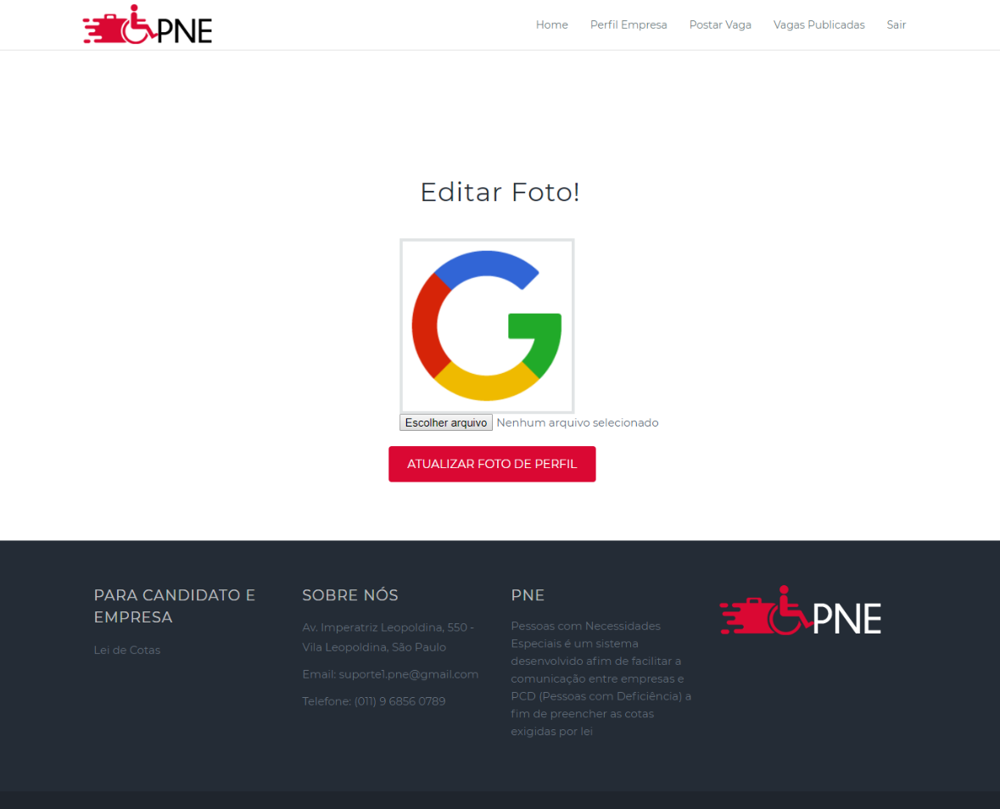 PNE
Home Perfil Empresa Postar Vaga Vagas Publicadas Sair
Editar Foto!
Escolher arquivo Nenhum arquivo selecionado
ATUALIZAR FOTO DE PERFIL
PARA CANDIDATO E
EMPRESA
Lei de Cotas
SOBRE NÓS
Av. Imperatriz Leopoldina, 550 -
Vila Leopoldina, São Paulo
Email: suporte1.pne@gmail.com
Telefone: (011) 9 6856 0789
PNE
Pessoas com Necessidades
Especiais é um sistema
desenvolvido afim de facilitar a
comunicação entre empresas e
PCD (Pessoas com Deficiência) a
fim de preencher as cotas
exigidas por lei
PNE